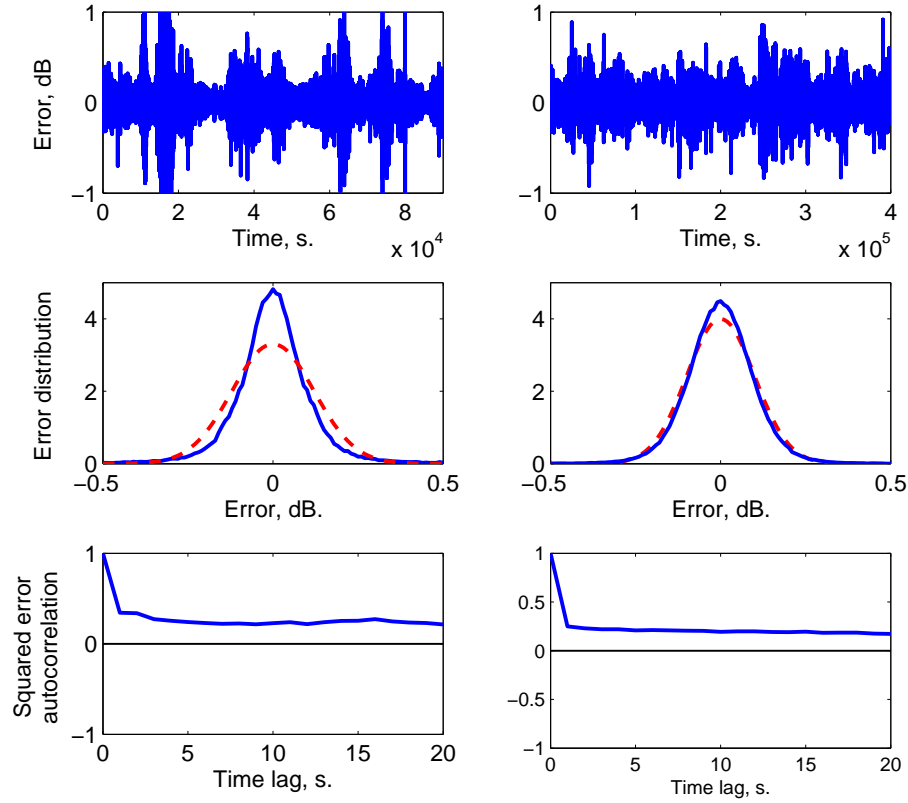 1
0
−1
Error, dB
0 2 4 6 8
Time, s.
x 10^4
1
0
−1
1 2 3 4
Time, s.
x 10^5
4
2
0
Error distribution
−0.5 0 0.5
Error, dB.
4
2
0
−0.5 0 0.5
Error, dB.
1
0
−1
Squared error
autocorrelation
0 5 10 15 20
Time lag, s.
1
0.5
0
−0.5
−1
0 5 10 15 20
Time lag, s.